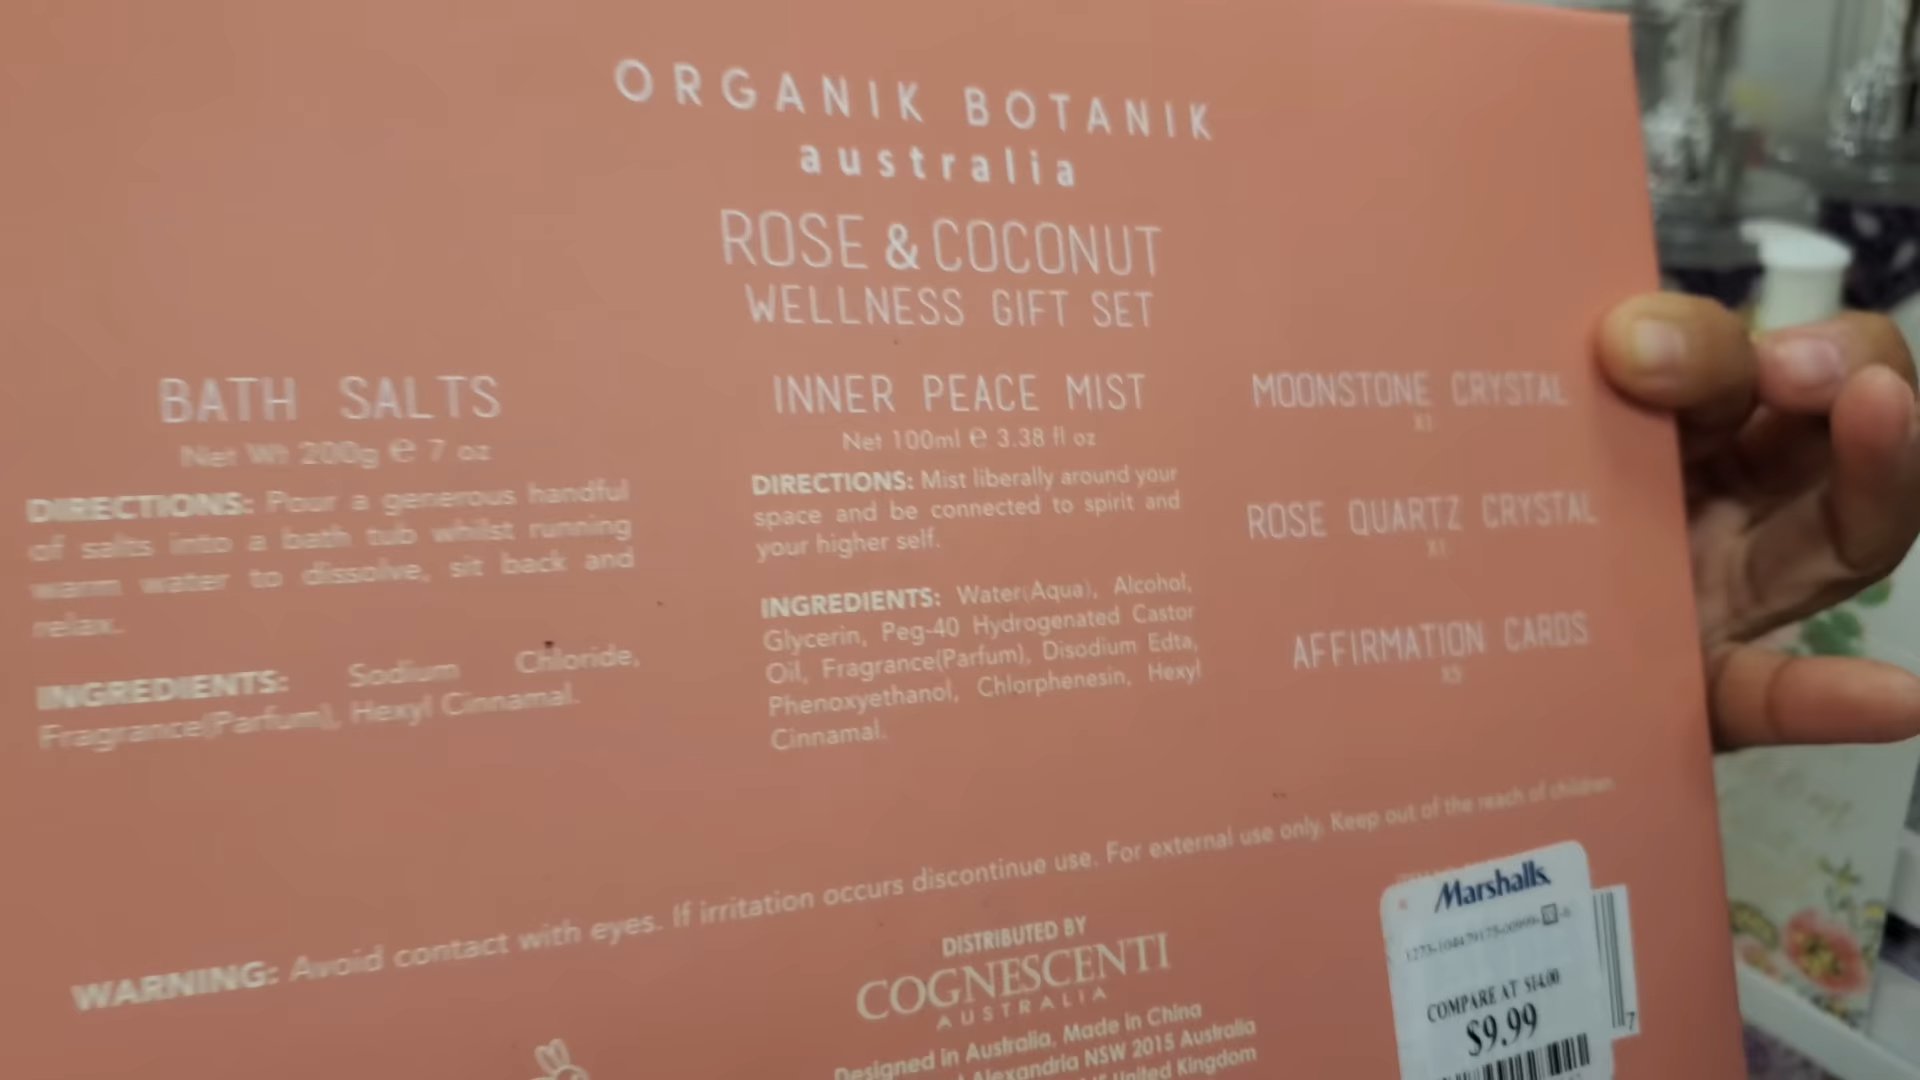 ORGANIK BOTANIK
australia
ROSE & COCONUT
WELLNESS GIFT SET
BATH SALTS
Net Wt 200g e 7 oz
DIRECTIONS: Pour a generous handful
of salts into a bath tub whilst running
warm water to dissolve, sit back and
relax.
INGREDIENTS: Sodium Chloride,
Fragrance(Parfum), Hexyl Cinnamal.
INNER PEACE MIST
Net 100ml e 3.38 fl oz
DIRECTIONS: Mist liberally around your
space and be connected to spirit and
your higher self.
INGREDIENTS: Water(Aqua), Alcohol,
Glycerin, Peg-40 Hydrogenated Castor
Oil, Fragrance(Parfum), Disodium Edta,
Phenoxyethanol, Chlorphenesin, Hexyl
Cinnamal.
MOONSTONE CRYSTAL
X1
ROSE QUARTZ CRYSTAL
X1
AFFIRMATION CARDS
WARNING: Avoid contact with eyes. If irritation occurs discontinue use. For external use only. Keep out of the reach of children.
DISTRIBUTED BY
COGNESCENTI
AUSTRALIA
Designed in Australia, Made in China
Alexandria NSW 2015 Australia
United Kingdom
Marshalls.
COMPARE AT $14.00
$9.99
7